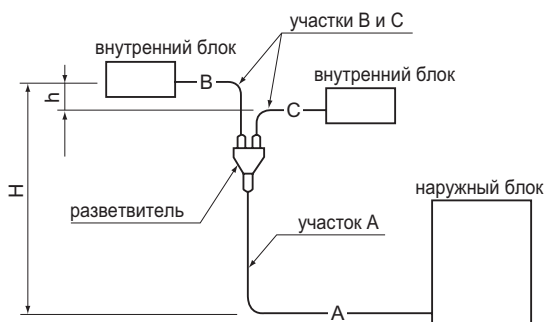 участки B и C
внутренний блок
внутренний блок
B
C
h
H
разветвитель
наружный блок
участок A
A